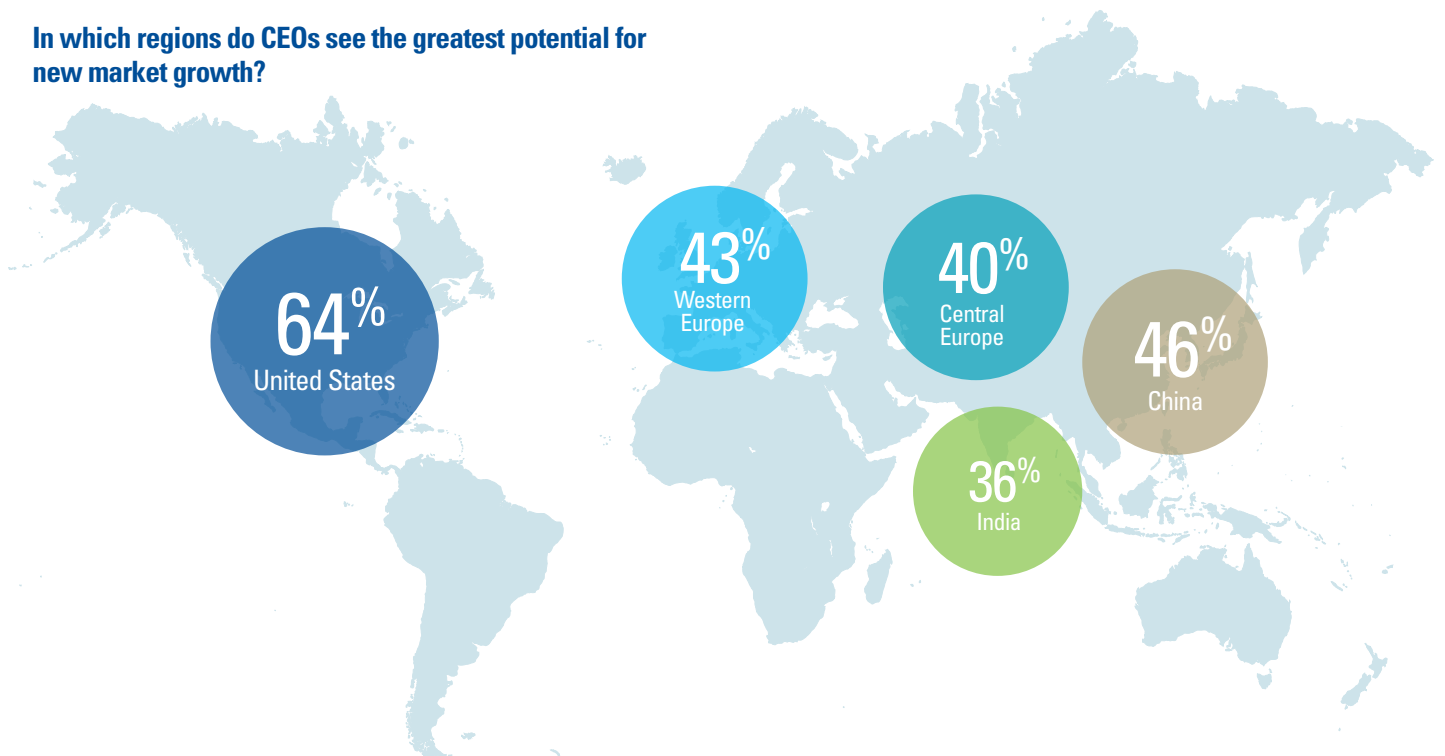 In which regions do CEOs see the greatest potential for
new market growth?
64%
United States
43%
Western
Europe
40%
Central
Europe
46%
China
36%
India